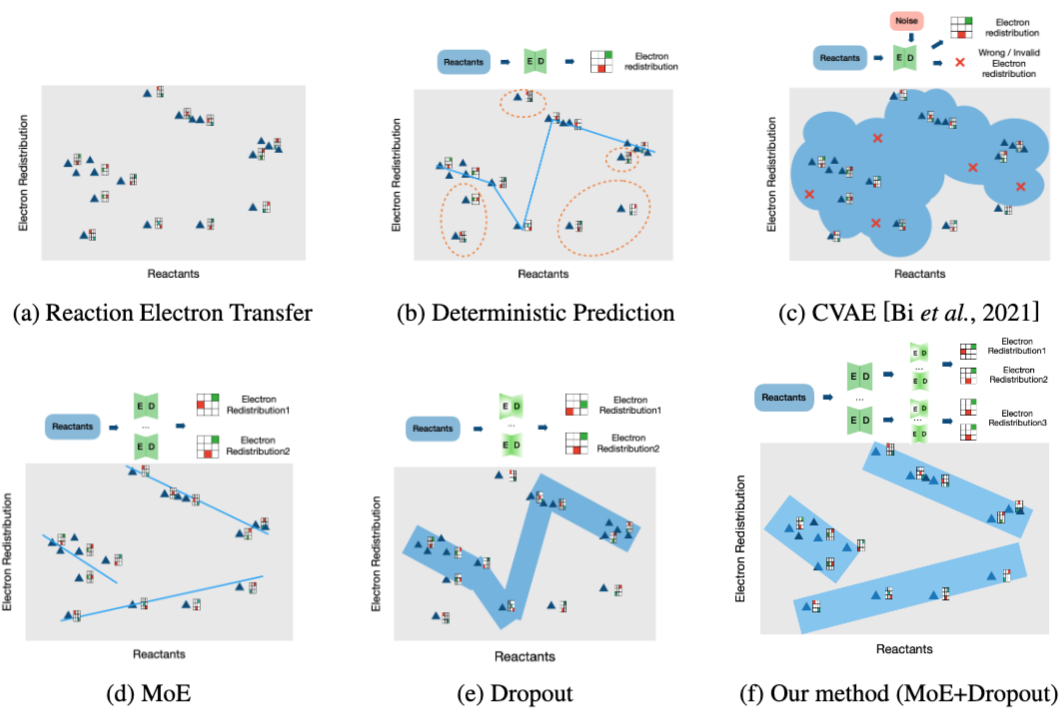 Reactants
E D
Electron
redistribution
Noise
Reactants
E D
Electron
redistribution
Wrong / Invalid
Electron
redistribution
Electron Redistribution
Reactants
Electron Redistribution
Reactants
Electron Redistribution
Reactants
(a) Reaction Electron Transfer
(b) Deterministic Prediction
(c) CVAE [Bi et al., 2021]
Reactants
E D
...
E D
Electron
Redistribution1
Electron
Redistribution2
Reactants
E D
...
E D
Electron
Redistribution1
Electron
Redistribution2
Reactants
E D
...
E D
E D
...
E D
E D
...
E D
Electron
Redistribution1
Electron
Redistribution2
Electron
Redistribution3
Electron Redistribution
Reactants
Electron Redistribution
Reactants
Electron Redistribution
Reactants
(d) MoE
(e) Dropout
(f) Our method (MoE+Dropout)